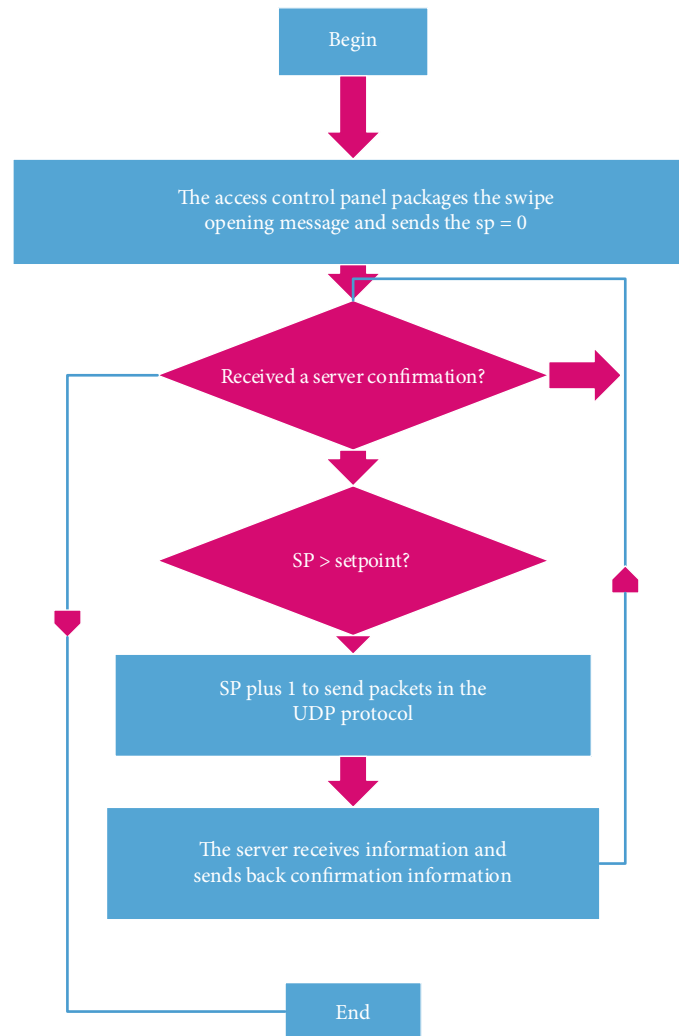 Begin
The access control panel packages the swipe
opening message and sends the sp = 0
Received a server confirmation?
SP > setpoint?
SP plus 1 to send packets in the
UDP protocol
The server receives information and
sends back confirmation information
End